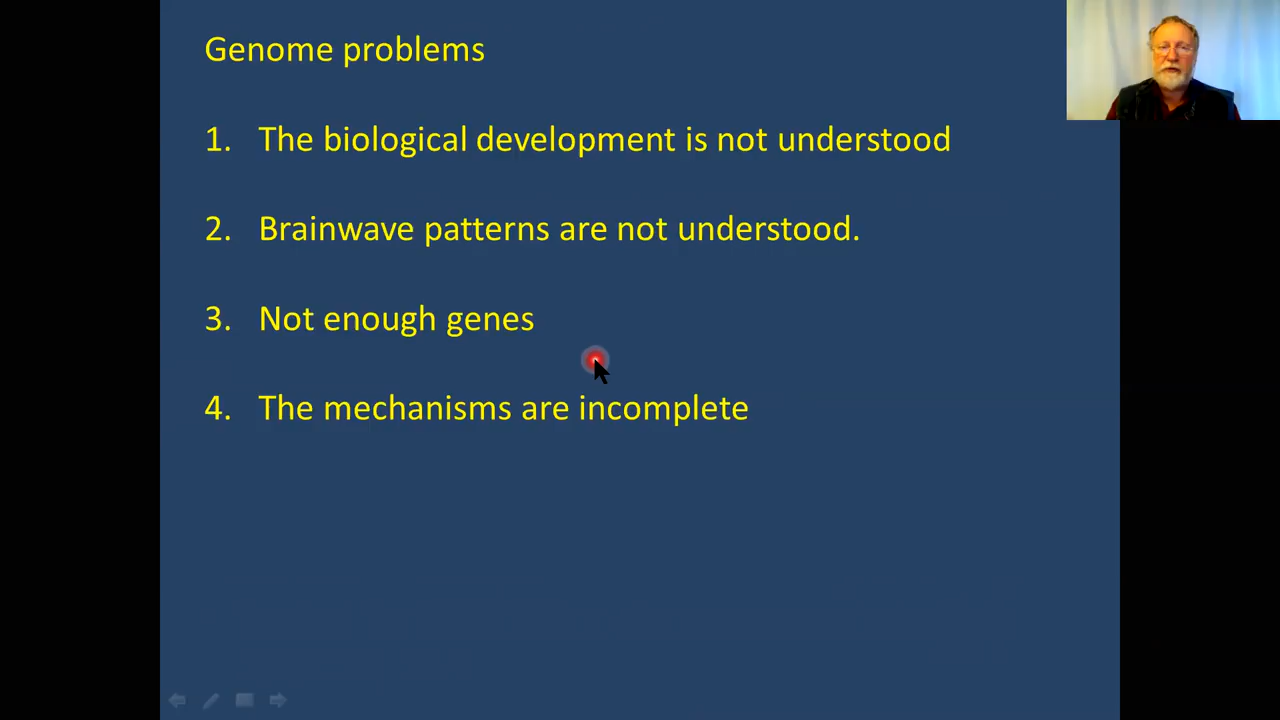 Genome problems
1. The biological development is not understood
2. Brainwave patterns are not understood.
3. Not enough genes
4. The mechanisms are incomplete